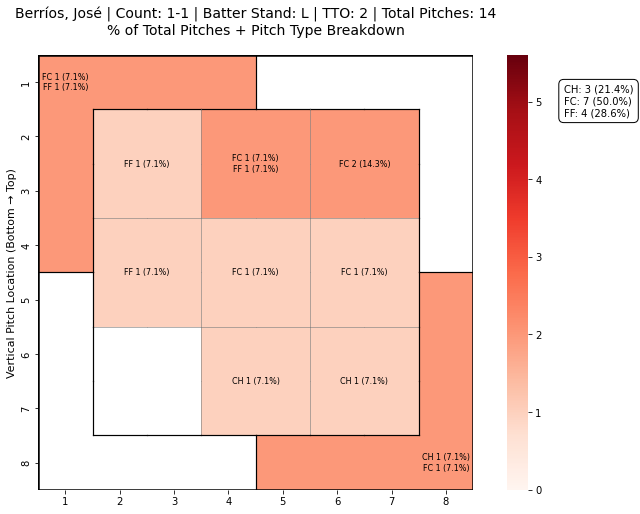 Berríos, José | Count: 1-1 | Batter Stand: L | TTO: 2 | Total Pitches: 14
% of Total Pitches + Pitch Type Breakdown
Vertical Pitch Location (Bottom → Top)
1
2
3
4
5
6
7
8
FC 1 (7.1%)
FF 1 (7.1%)
FF 1 (7.1%)
FC 1 (7.1%)
FF 1 (7.1%)
FC 2 (14.3%)
FF 1 (7.1%)
FC 1 (7.1%)
FC 1 (7.1%)
CH 1 (7.1%)
CH 1 (7.1%)
CH 1 (7.1%)
FC 1 (7.1%)
1 2 3 4 5 6 7 8
5
4
3
2
1
0
CH: 3 (21.4%)
FC: 7 (50.0%)
FF: 4 (28.6%)